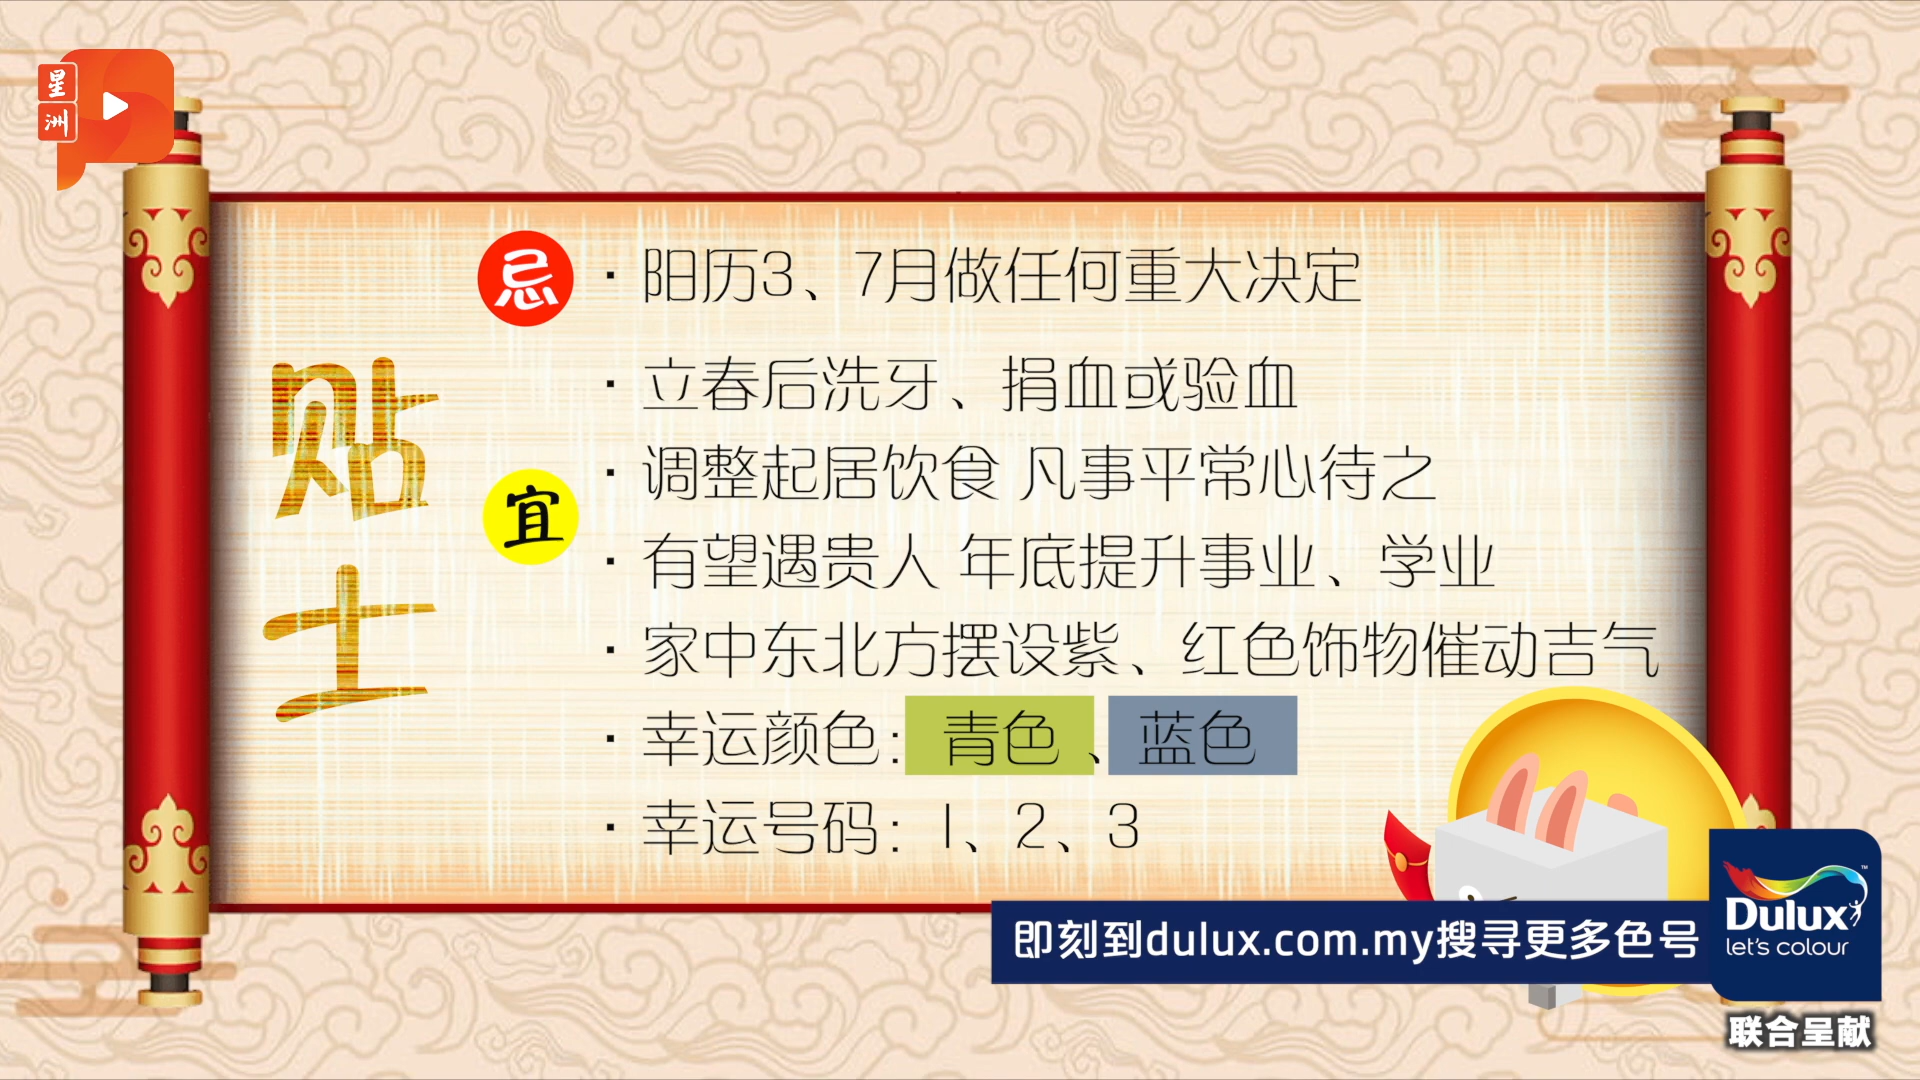 星洲
贴士
忌
· 阳历3、7月做任何重大决定
宜
· 立春后洗牙、捐血或验血
· 调整起居饮食 凡事平常心待之
· 有望遇贵人 年底提升事业、学业
· 家中东北方摆设紫、红色饰物催动吉气
· 幸运颜色: 青色、蓝色
· 幸运号码: 1、2、3
即刻到dulux.com.my搜寻更多色号
Dulux™
let's colour
联合呈献